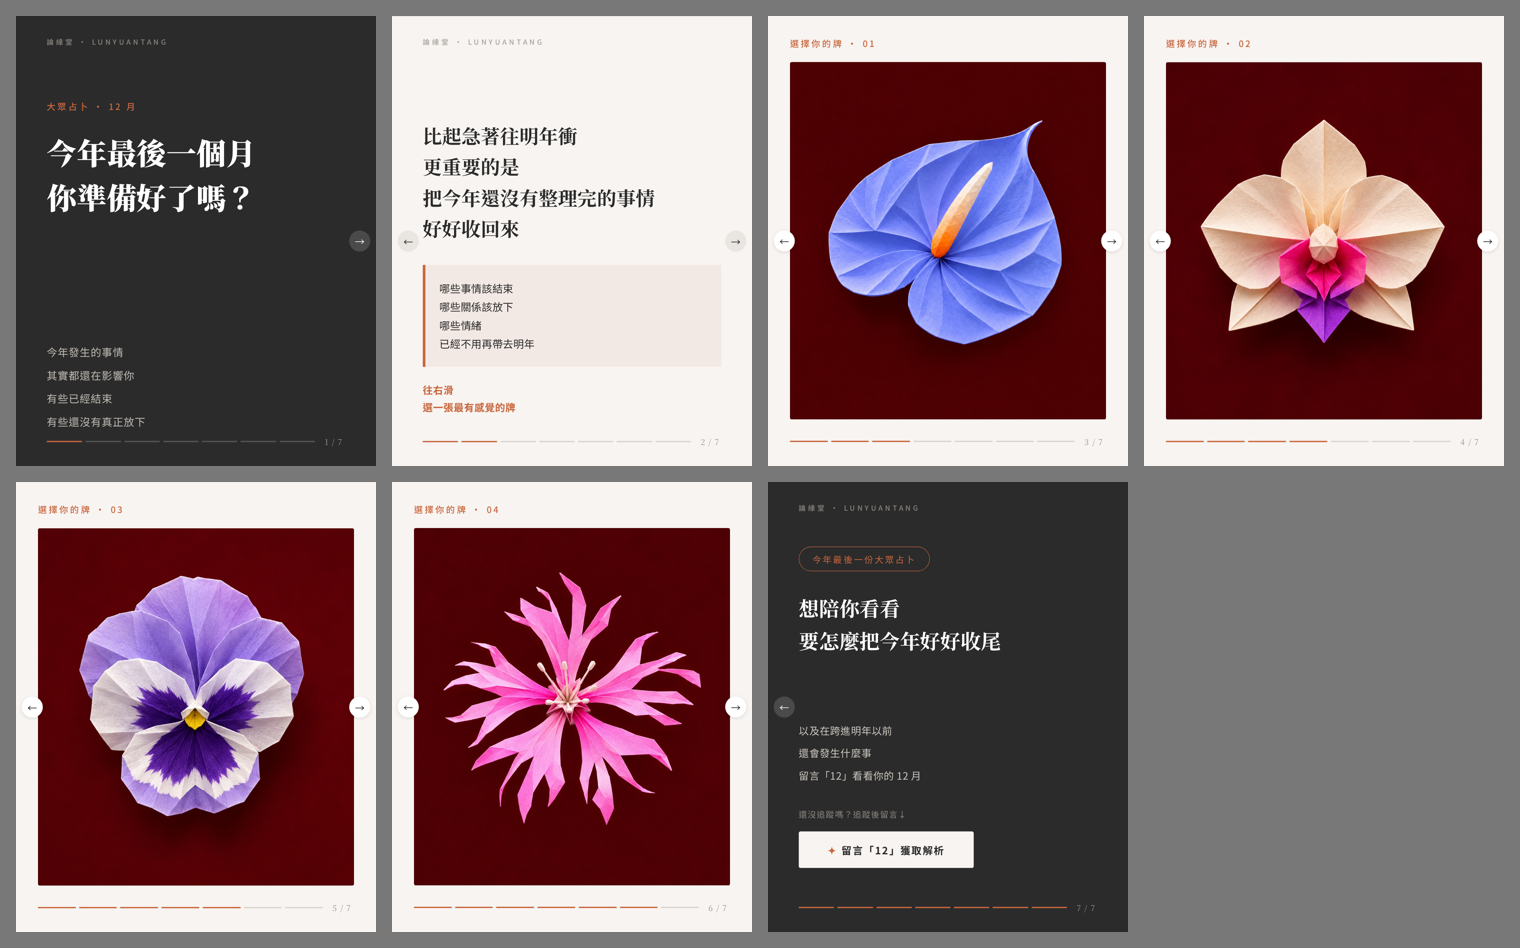 論緣堂 • LUNYUANTANG
大眾占卜 • 12 月
今年最後一個月
你準備好了嗎？
→
今年發生的事情
其實都還在影響你
有些已經結束
有些還沒有真正放下
1 / 7
論緣堂 • LUNYUANTANG
比起急著往明年衝
更重要的是
把今年還沒有整理完的事情
好好收回來
← →
哪些事情該結束
哪些關係該放下
哪些情緒
已經不用再帶去明年
往右滑
選一張最有感覺的牌
2 / 7
選擇你的牌 • 01
← →
3 / 7
選擇你的牌 • 02
← →
4 / 7
選擇你的牌 • 03
← →
5 / 7
選擇你的牌 • 04
← →
6 / 7
論緣堂 • LUNYUANTANG
今年最後一份大眾占卜
想陪你看看
要怎麼把今年好好收尾
←
以及在跨進明年以前
還會發生什麼事
留言「12」看看你的 12 月
還沒追蹤嗎？追蹤後留言↓
✦ 留言「12」獲取解析
7 / 7